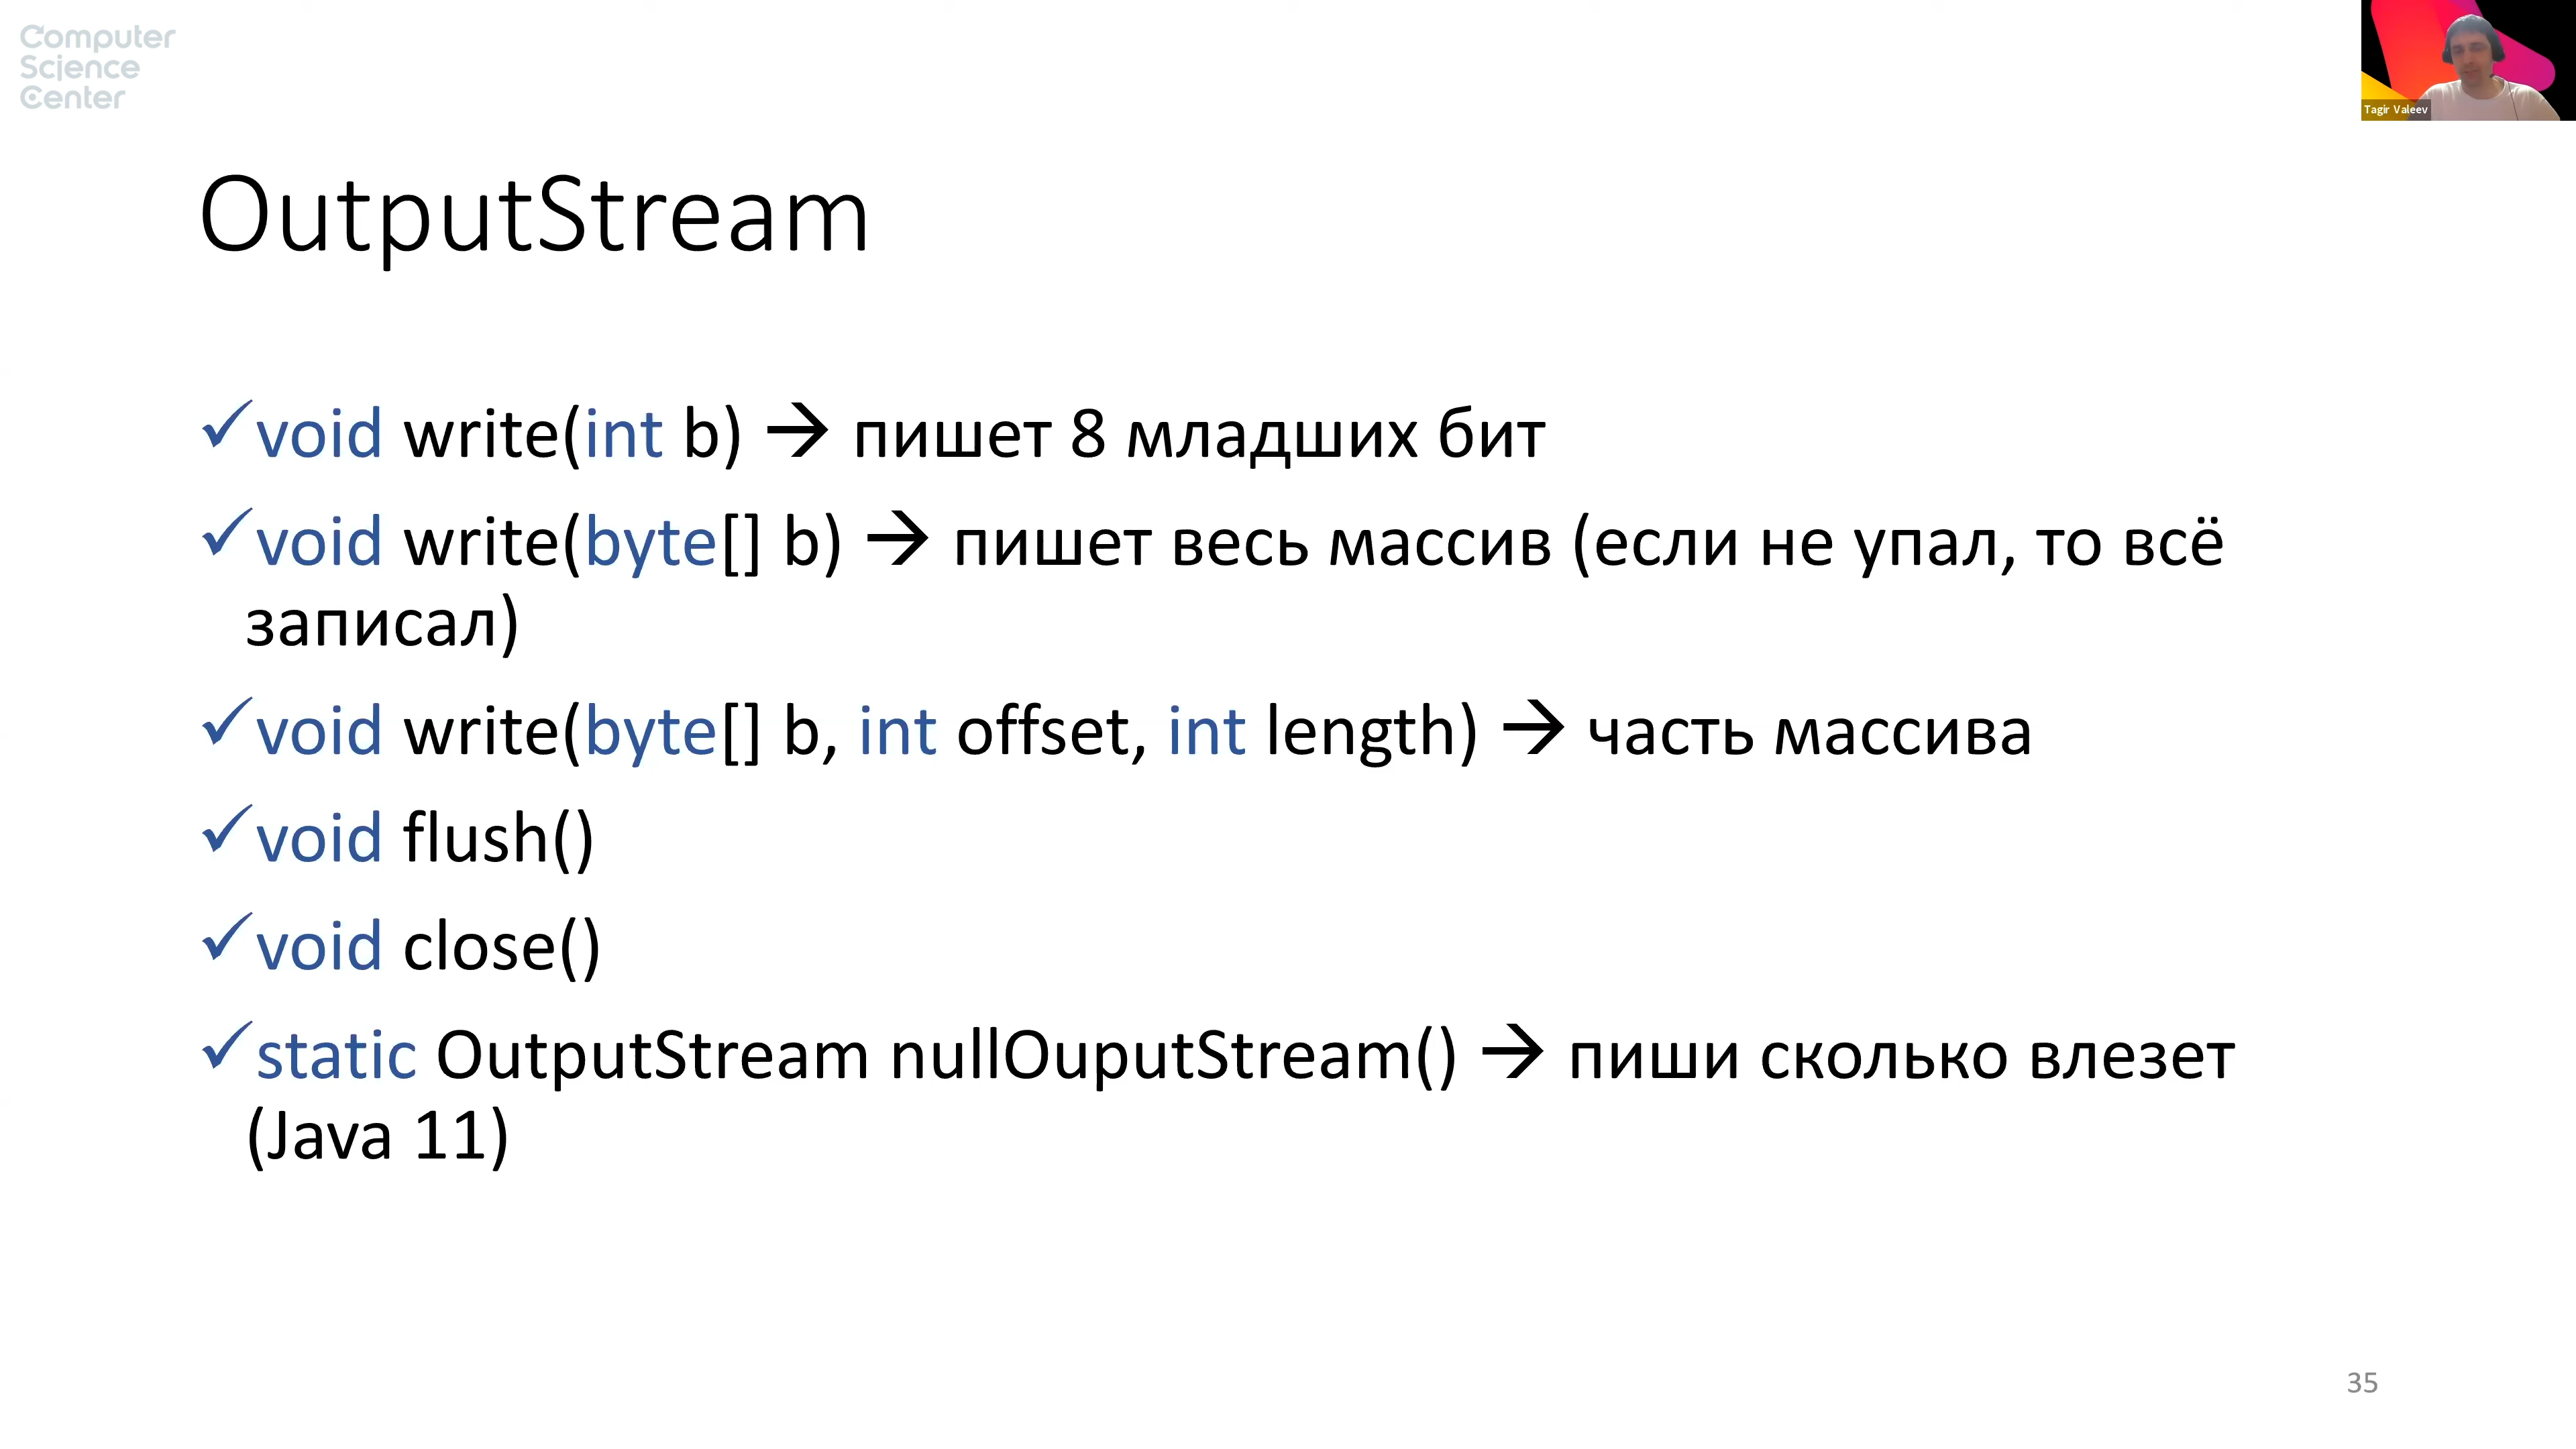 Computer
Science
Center
Tagir Valeev
OutputStream
✓void write(int b) → пишет 8 младших бит
✓void write(byte[] b) → пишет весь массив (если не упал, то всё
записал)
✓void write(byte[] b, int offset, int length) → часть массива
✓void flush()
✓void close()
✓static OutputStream nullOuputStream() → пиши сколько влезет
(Java 11)
35